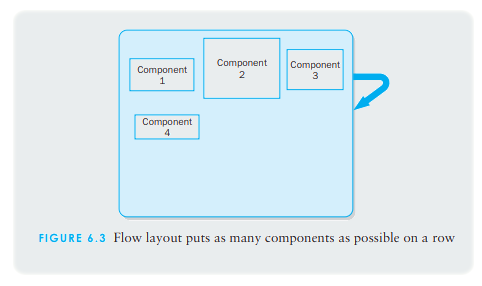 Component
1
Component
2
Component
3
Component
4
FIGURE 6.3 Flow layout puts as many components as possible on a row